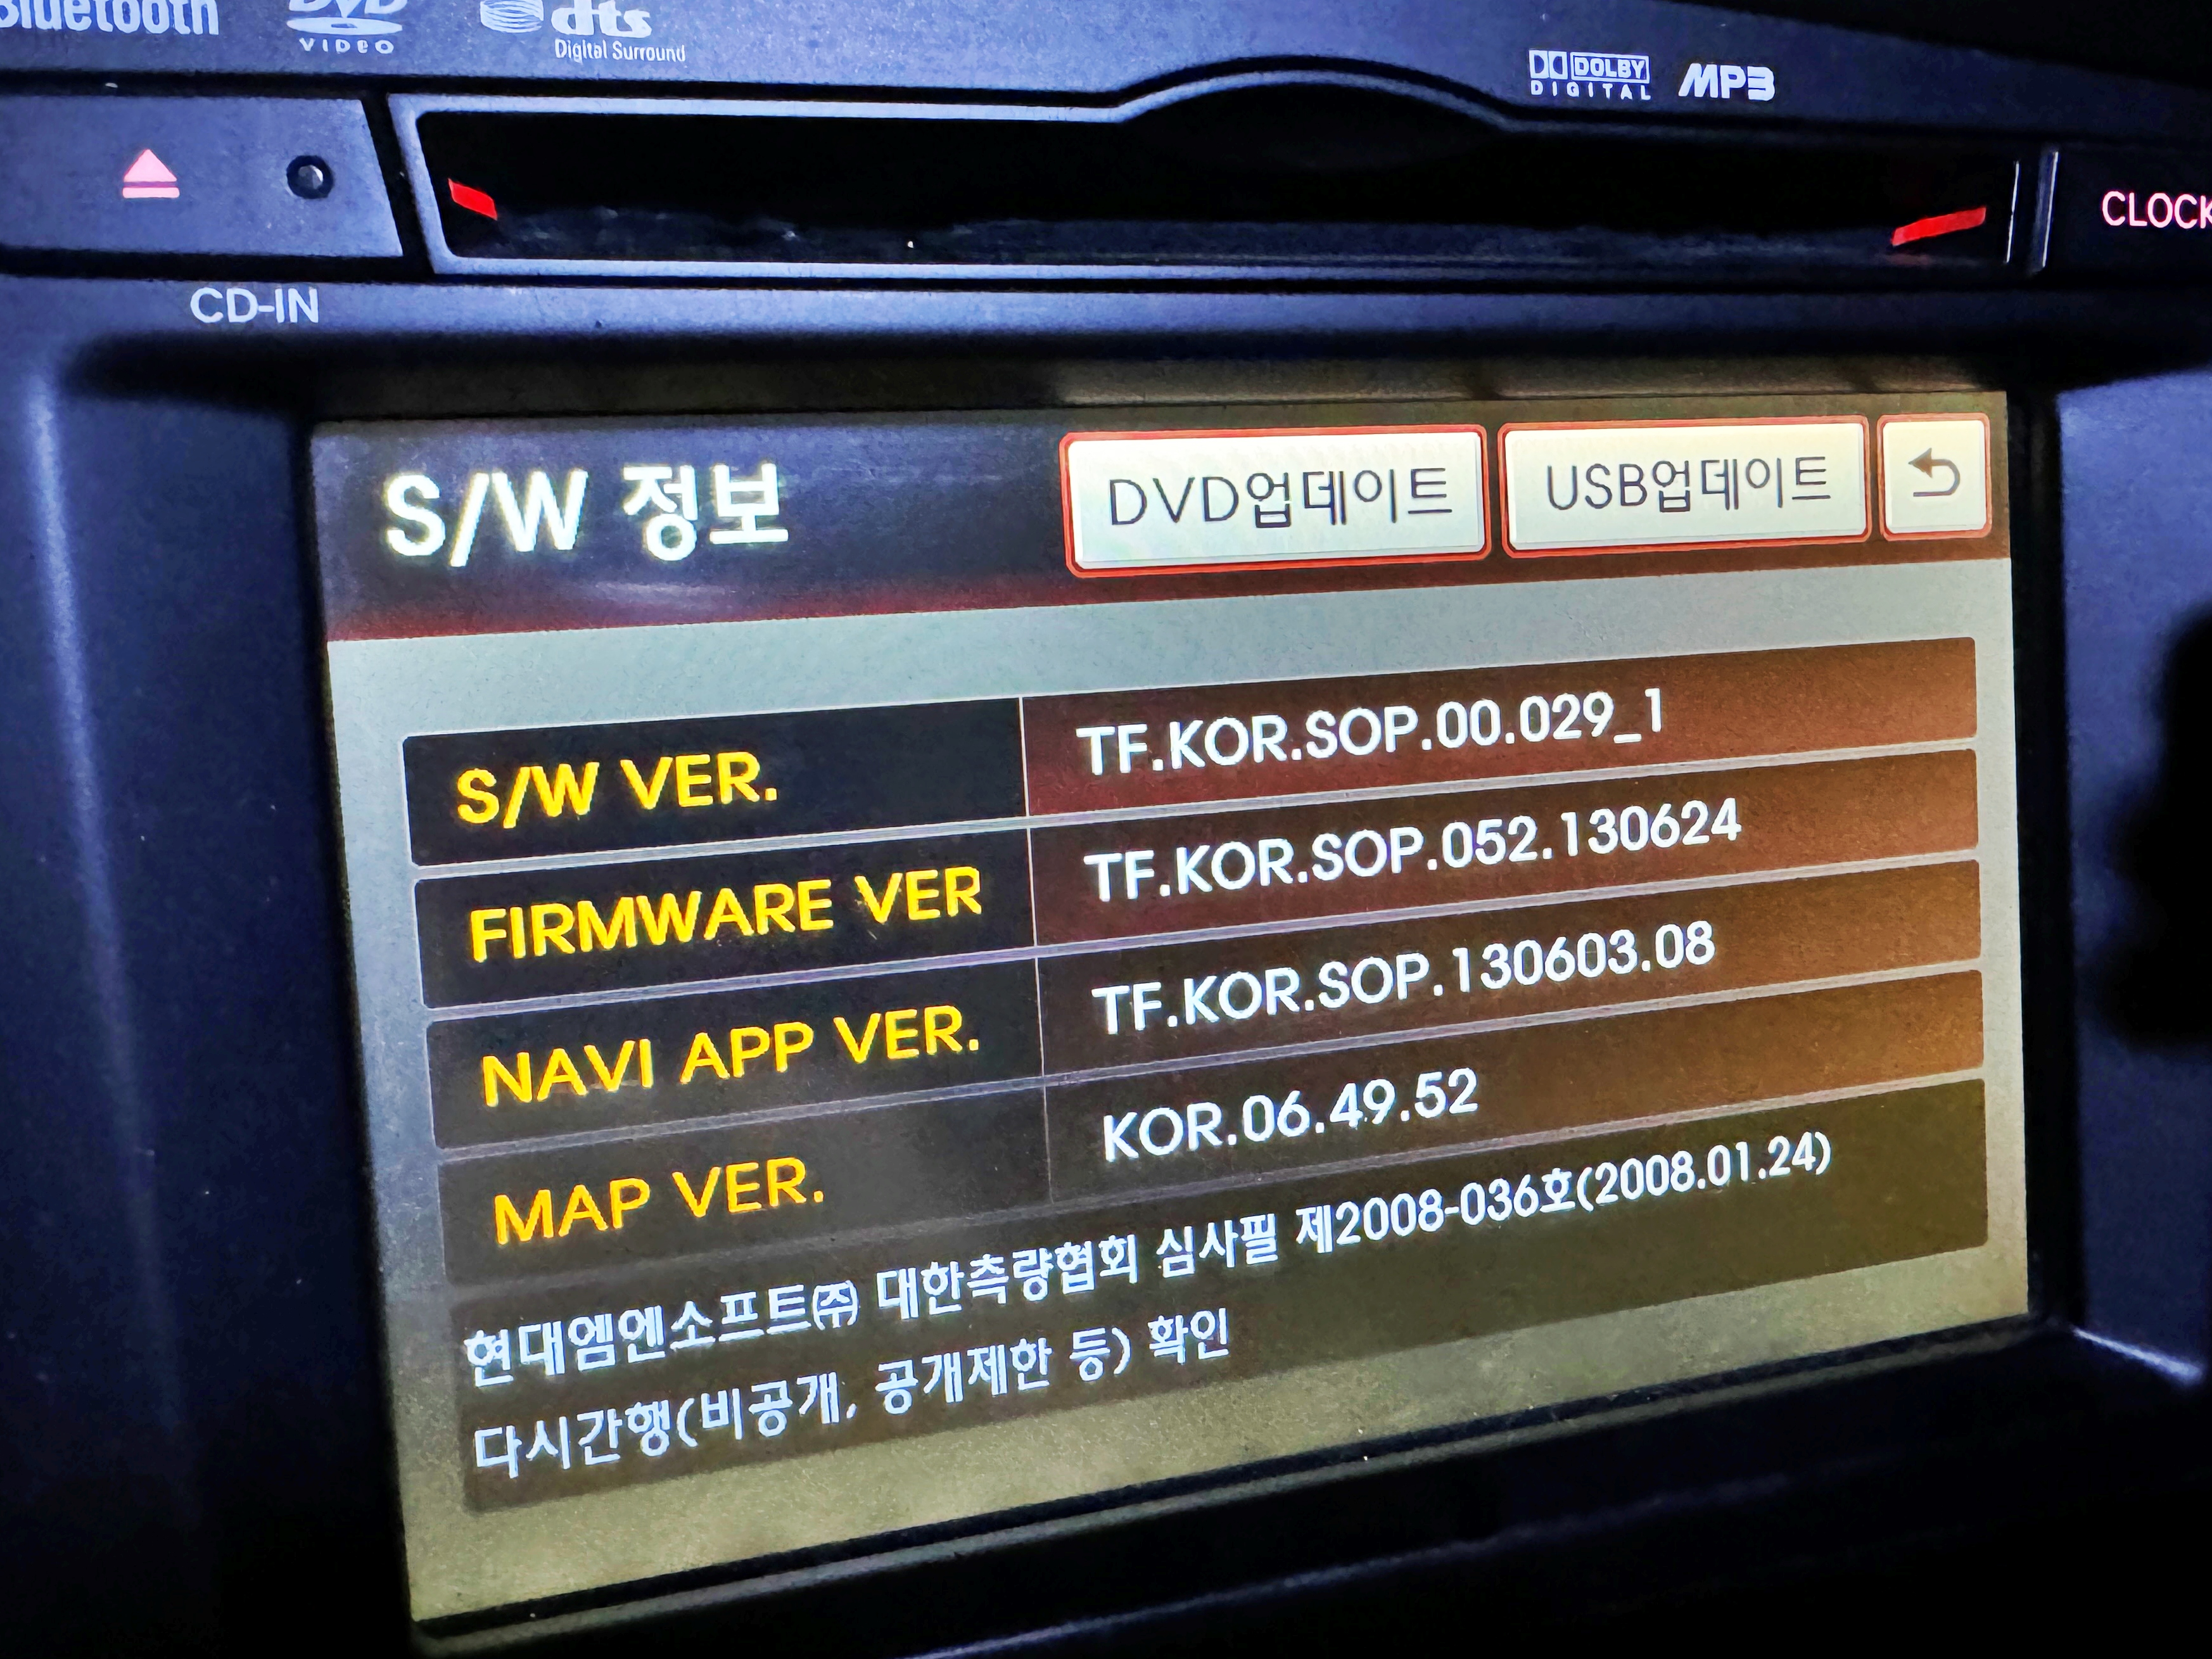 Bluetooth
DVD
VIDEO
dts
Digital Surround
DOLBY
DIGITAL
MP3
CLOCK
CD-IN
S/W 정보
DVD업데이트
USB업데이트
S/W VER. TF.KOR.SOP.00.029_1
FIRMWARE VER TF.KOR.SOP.052.130624
NAVI APP VER. TF.KOR.SOP.130603.08
MAP VER. KOR.06.49.52
현대엠엔소프트㈜ 대한측량협회 심사필 제2008-036호(2008.01.24)
다시간행(비공개, 공개제한 등) 확인